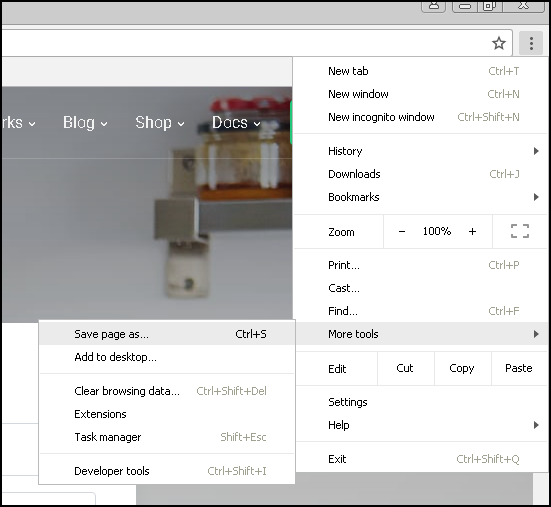 rks
Blog
Shop
Docs
New tab Ctrl+T
New window Ctrl+N
New incognito window Ctrl+Shift+N
History
Downloads Ctrl+J
Bookmarks
Zoom − 100% +
Print... Ctrl+P
Cast...
Find... Ctrl+F
More tools
Edit Cut Copy Paste
Settings
Help
Exit Ctrl+Shift+Q
Save page as... Ctrl+S
Add to desktop...
Clear browsing data... Ctrl+Shift+Del
Extensions
Task manager Shift+Esc
Developer tools Ctrl+Shift+I